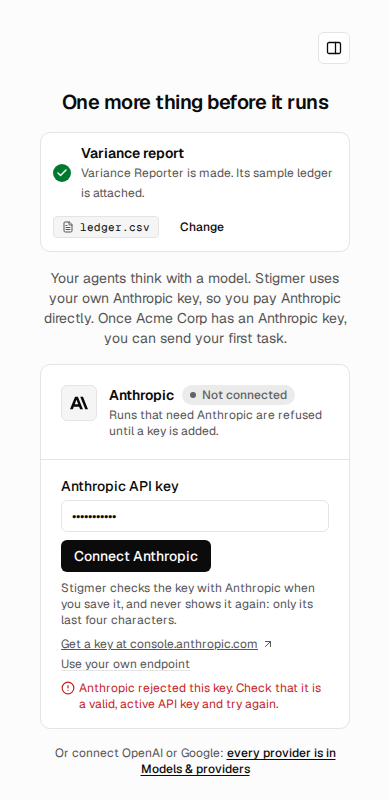 One more thing before it runs
Variance report
Variance Reporter is made. Its sample ledger
is attached.
ledger.csv
Change
Your agents think with a model. Stigmer uses
your own Anthropic key, so you pay Anthropic
directly. Once Acme Corp has an Anthropic key,
you can send your first task.
Anthropic
Not connected
Runs that need Anthropic are refused
until a key is added.
Anthropic API key
•••••••••••
Connect Anthropic
Stigmer checks the key with Anthropic when
you save it, and never shows it again: only its
last four characters.
Get a key at console.anthropic.com ↗
Use your own endpoint
Anthropic rejected this key. Check that it is
a valid, active API key and try again.
Or connect OpenAI or Google: every provider is in
Models & providers